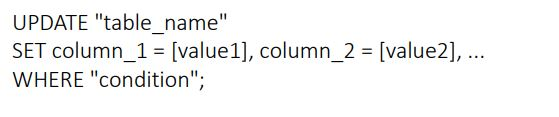 UPDATE "table_name"
SET column_1 = [value1], column_2 = [value2], ...
WHERE "condition";